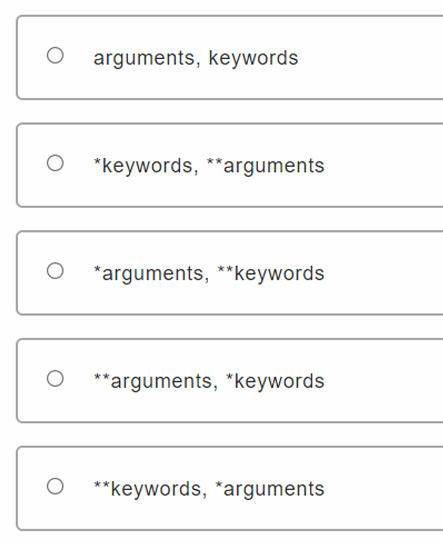 arguments, keywords
*keywords, **arguments
*arguments, **keywords
**arguments, *keywords
**keywords, *arguments